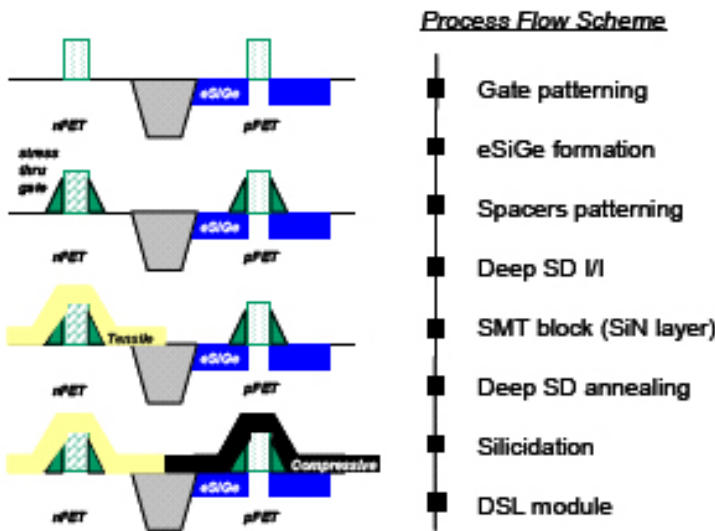 Process Flow Scheme
eSiGe
nFET
pFET
stress
thru
gate
eSiGe
nFET
pFET
Tensile
eSiGe
nFET
pFET
Compressive
eSiGe
nFET
pFET
Gate patterning
eSiGe formation
Spacers patterning
Deep SD I/I
SMT block (SiN layer)
Deep SD annealing
Silicidation
DSL module